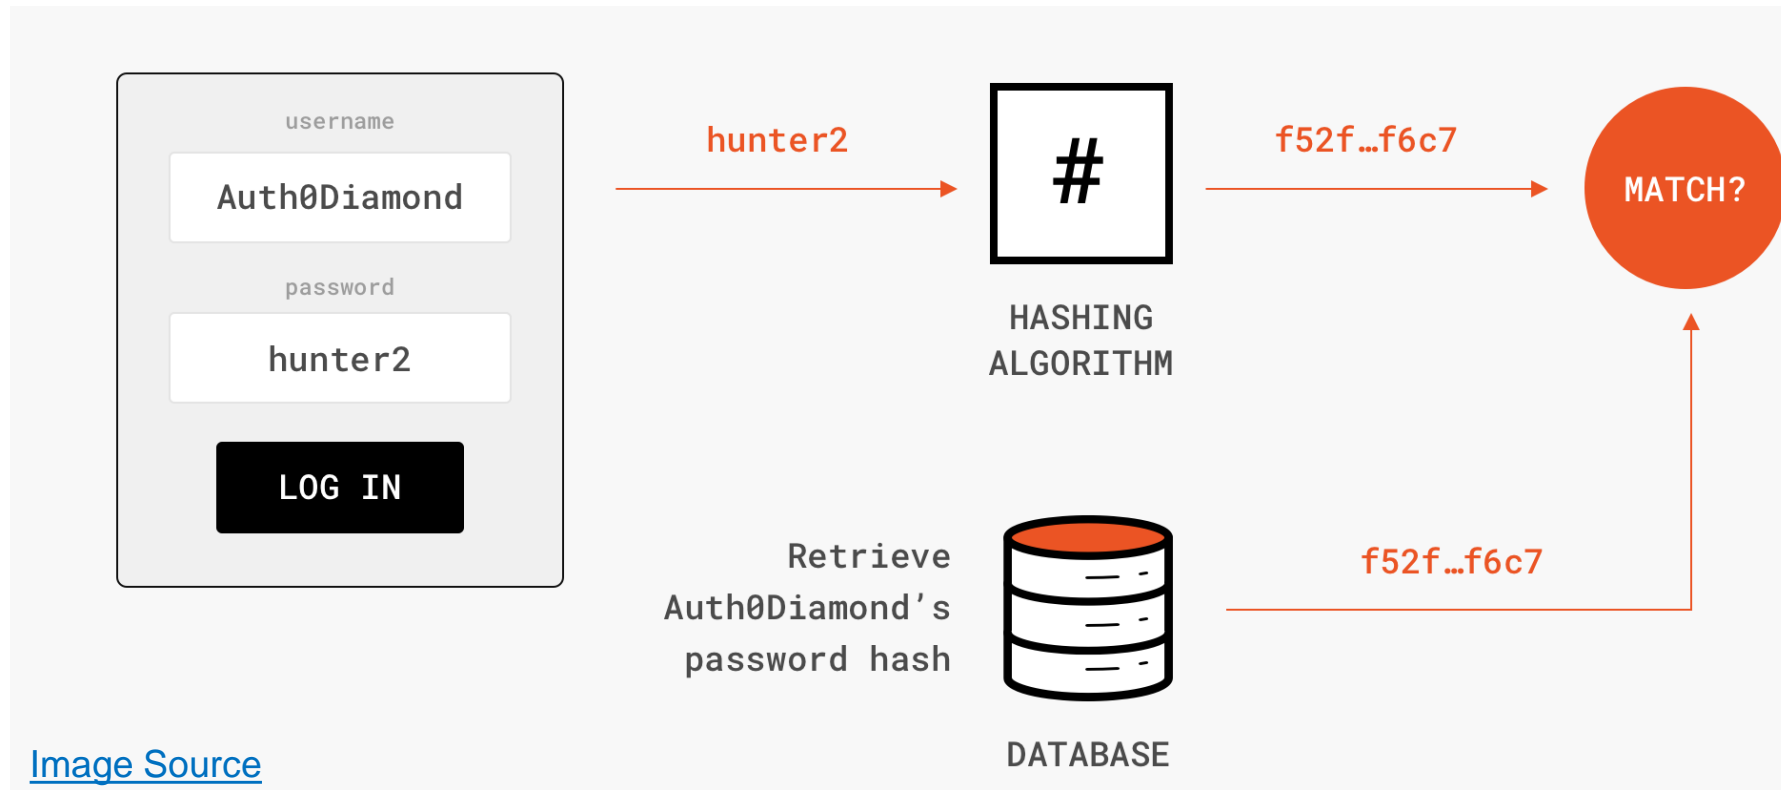 username
Auth0Diamond
password
hunter2
LOG IN
hunter2
#
HASHING
ALGORITHM
f52f…f6c7
MATCH?
Retrieve
Auth0Diamond’s
password hash
DATABASE
f52f…f6c7
Image Source